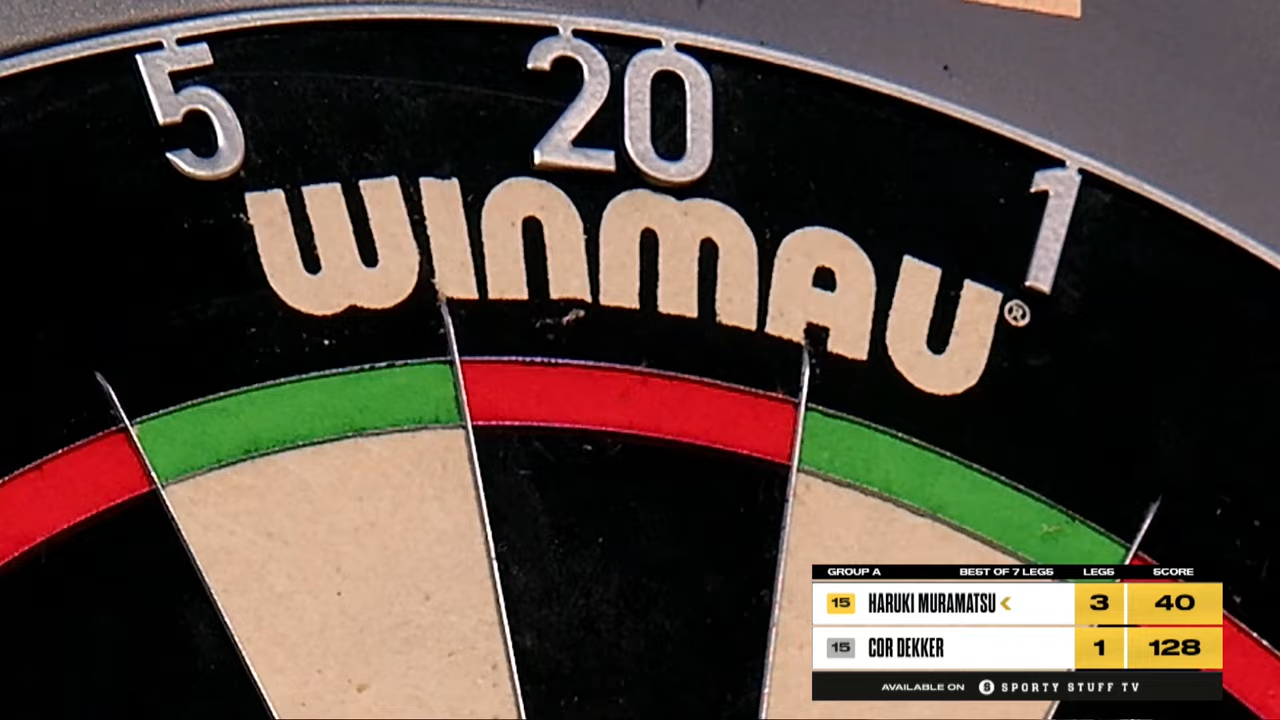 5 20 1
WINMAU®
GROUP A BEST OF 7 LEGS LEGS SCORE
15 HARUKI MURAMATSU 3 40
15 COR DEKKER 1 128
AVAILABLE ON S SPORTY STUFF TV